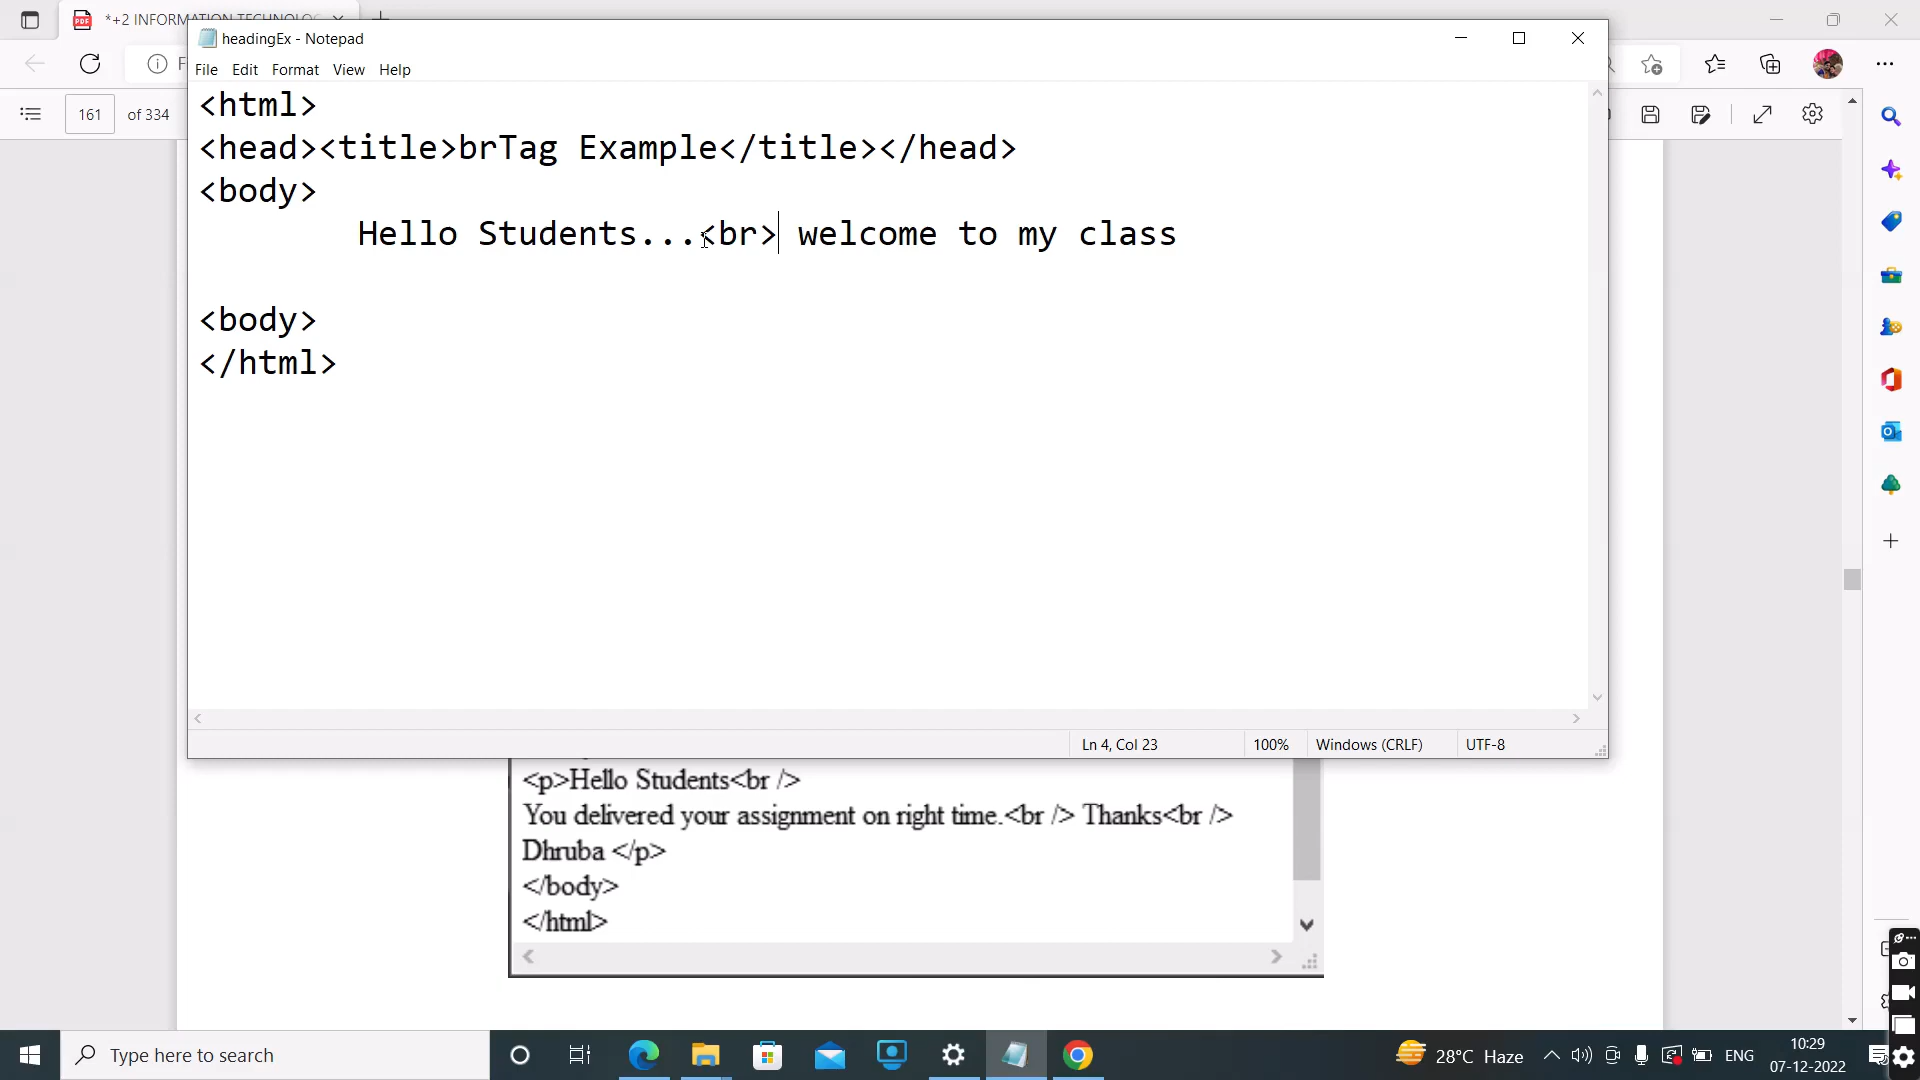 *+2 INFORMATION TECHNOLOG
headingEx - Notepad
File Edit Format View Help
161 of 334
<html>
<head><title>brTag Example</title></head>
<body>
Hello Students...<br> welcome to my class
<body>
</html>
Ln 4, Col 23 100% Windows (CRLF) UTF-8
<p>Hello Students<br />
You delivered your assignment on right time.<br /> Thanks<br />
Dhruba </p>
</body>
</html>
Type here to search
28°C Haze
ENG
10:29
07-12-2022